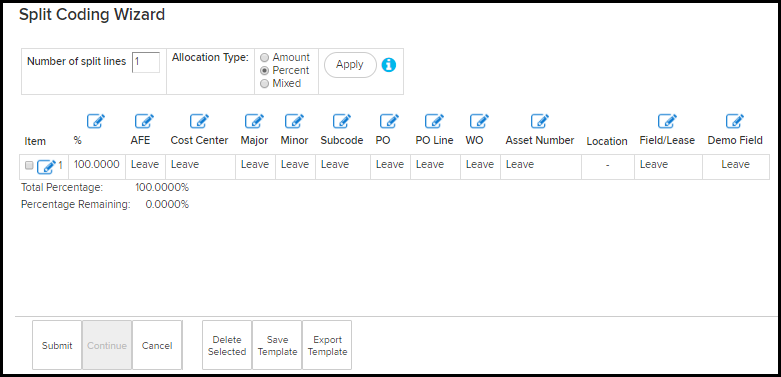 Split Coding Wizard
Number of split lines 1 Allocation Type: Amount
Percent
Mixed
Apply
Item % AFE Cost Center Major Minor Subcode PO PO Line WO Asset Number Location Field/Lease Demo Field
1 100.0000 Leave Leave Leave Leave Leave Leave Leave Leave Leave - Leave Leave
Total Percentage: 100.0000%
Percentage Remaining: 0.0000%
Submit Continue Cancel Delete Selected Save Template Export Template